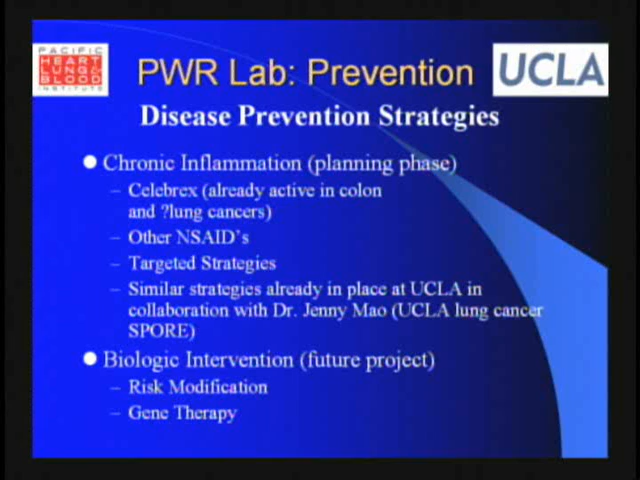 PACIFIC
HEART
LUNG&
BLOOD
INSTITUTE
PWR Lab: Prevention
UCLA
Disease Prevention Strategies
Chronic Inflammation (planning phase)
– Celebrex (already active in colon
and ?lung cancers)
– Other NSAID's
– Targeted Strategies
– Similar strategies already in place at UCLA in
collaboration with Dr. Jenny Mao (UCLA lung cancer
SPORE)
Biologic Intervention (future project)
– Risk Modification
– Gene Therapy